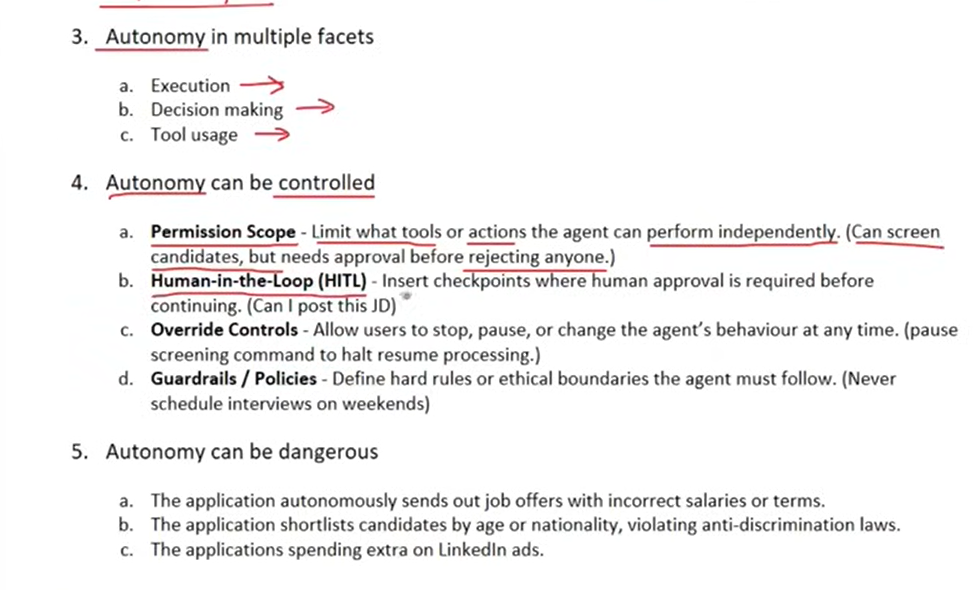 3. Autonomy in multiple facets
a. Execution
b. Decision making
c. Tool usage
4. Autonomy can be controlled
a. Permission Scope - Limit what tools or actions the agent can perform independently. (Can screen
candidates, but needs approval before rejecting anyone.)
b. Human-in-the-Loop (HITL) - Insert checkpoints where human approval is required before
continuing. (Can I post this JD)
c. Override Controls - Allow users to stop, pause, or change the agent's behaviour at any time. (pause
screening command to halt resume processing.)
d. Guardrails / Policies - Define hard rules or ethical boundaries the agent must follow. (Never
schedule interviews on weekends)
5. Autonomy can be dangerous
a. The application autonomously sends out job offers with incorrect salaries or terms.
b. The application shortlists candidates by age or nationality, violating anti-discrimination laws.
c. The applications spending extra on LinkedIn ads.